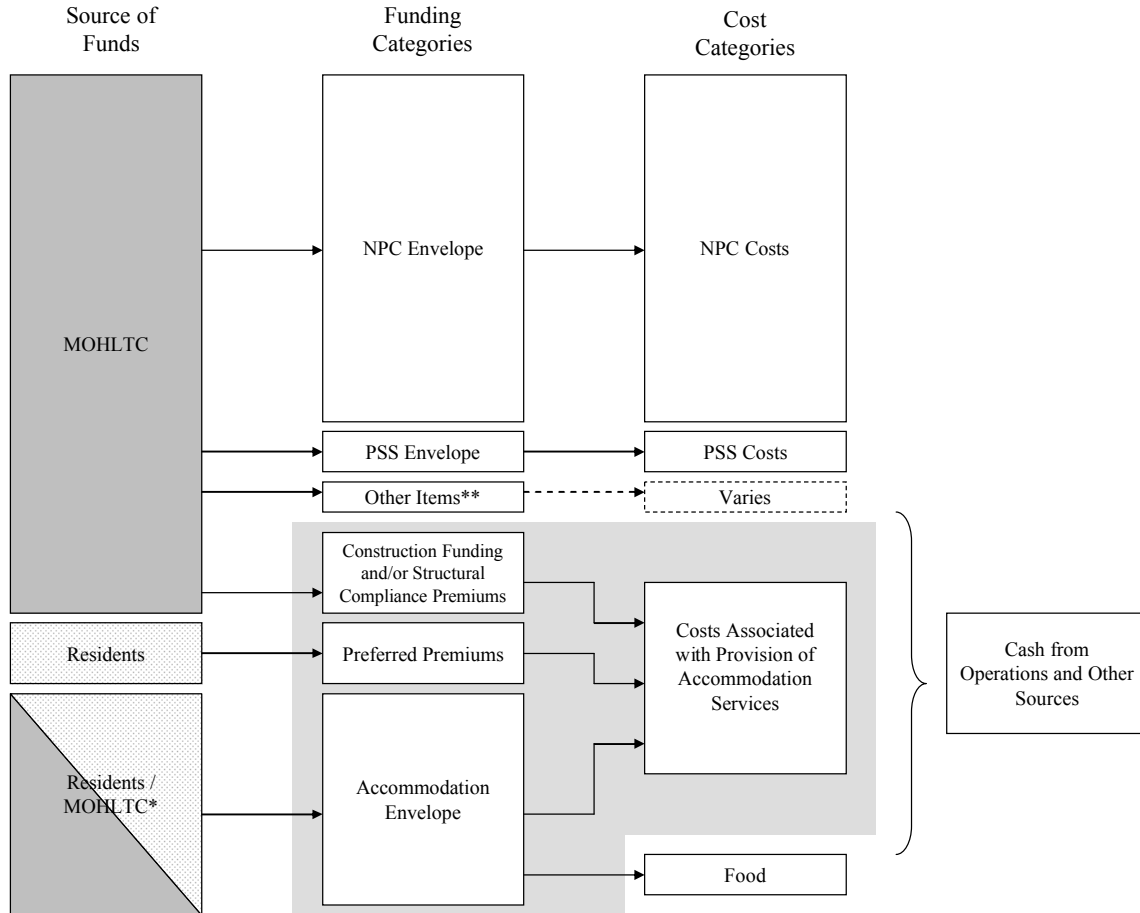 Source of
Funds
Funding
Categories
Cost
Categories
MOHLTC
NPC Envelope
NPC Costs
PSS Envelope
PSS Costs
Other Items**
Varies
Construction Funding
and/or Structural
Compliance Premiums
Residents
Preferred Premiums
Costs Associated
with Provision of
Accommodation
Services
Cash from
Operations and Other
Sources
Residents /
MOHLTC*
Accommodation
Envelope
Food